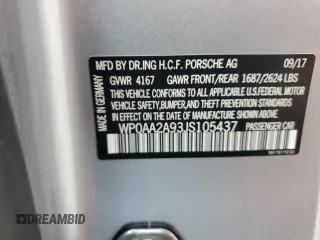 MFD BY DR.ING H.C.F. PORSCHE AG 09/17
GVWR 4167 GAWR FRONT/REAR 1687/2624 LBS
THIS VEHICLE CONFORMS TO ALL APPLICABLE FEDERAL MOTOR
VEHICLE SAFETY, BUMPER, AND THEFT PREVENTION STANDARDS
IN EFFECT ON THE DATE OF MANUFACTURE SHOWN ABOVE.
WP0AA2A93JS105437 PASSENGER CAR
MADE IN GERMANY
DREAMBID